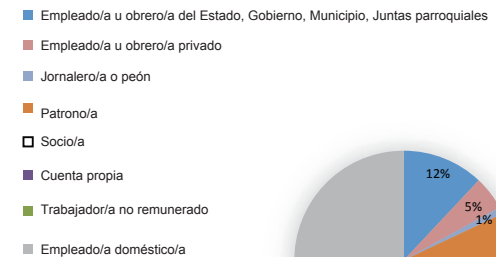 Empleado/a u obrero/a del Estado, Gobierno, Municipio, Juntas parroquiales
Empleado/a u obrero/a privado
Jornalero/a o peón
Patrono/a
Socio/a
Cuenta propia
Trabajador/a no remunerado
Empleado/a doméstico/a
12%
5%
1%